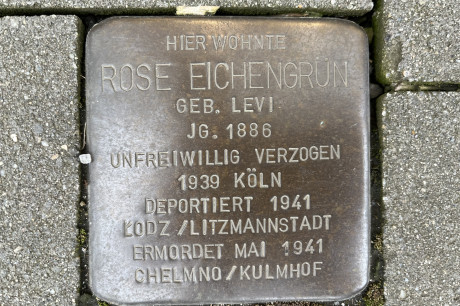 HIER WOHNTE
ROSE EICHENGRÜN
GEB. LEVI
JG. 1886
UNFREIWILLIG VERZOGEN
1939 KÖLN
DEPORTIERT 1941
ŁODZ/LITZMANNSTADT
ERMORDET MAI 1941
CHELMNO/KULMHOF